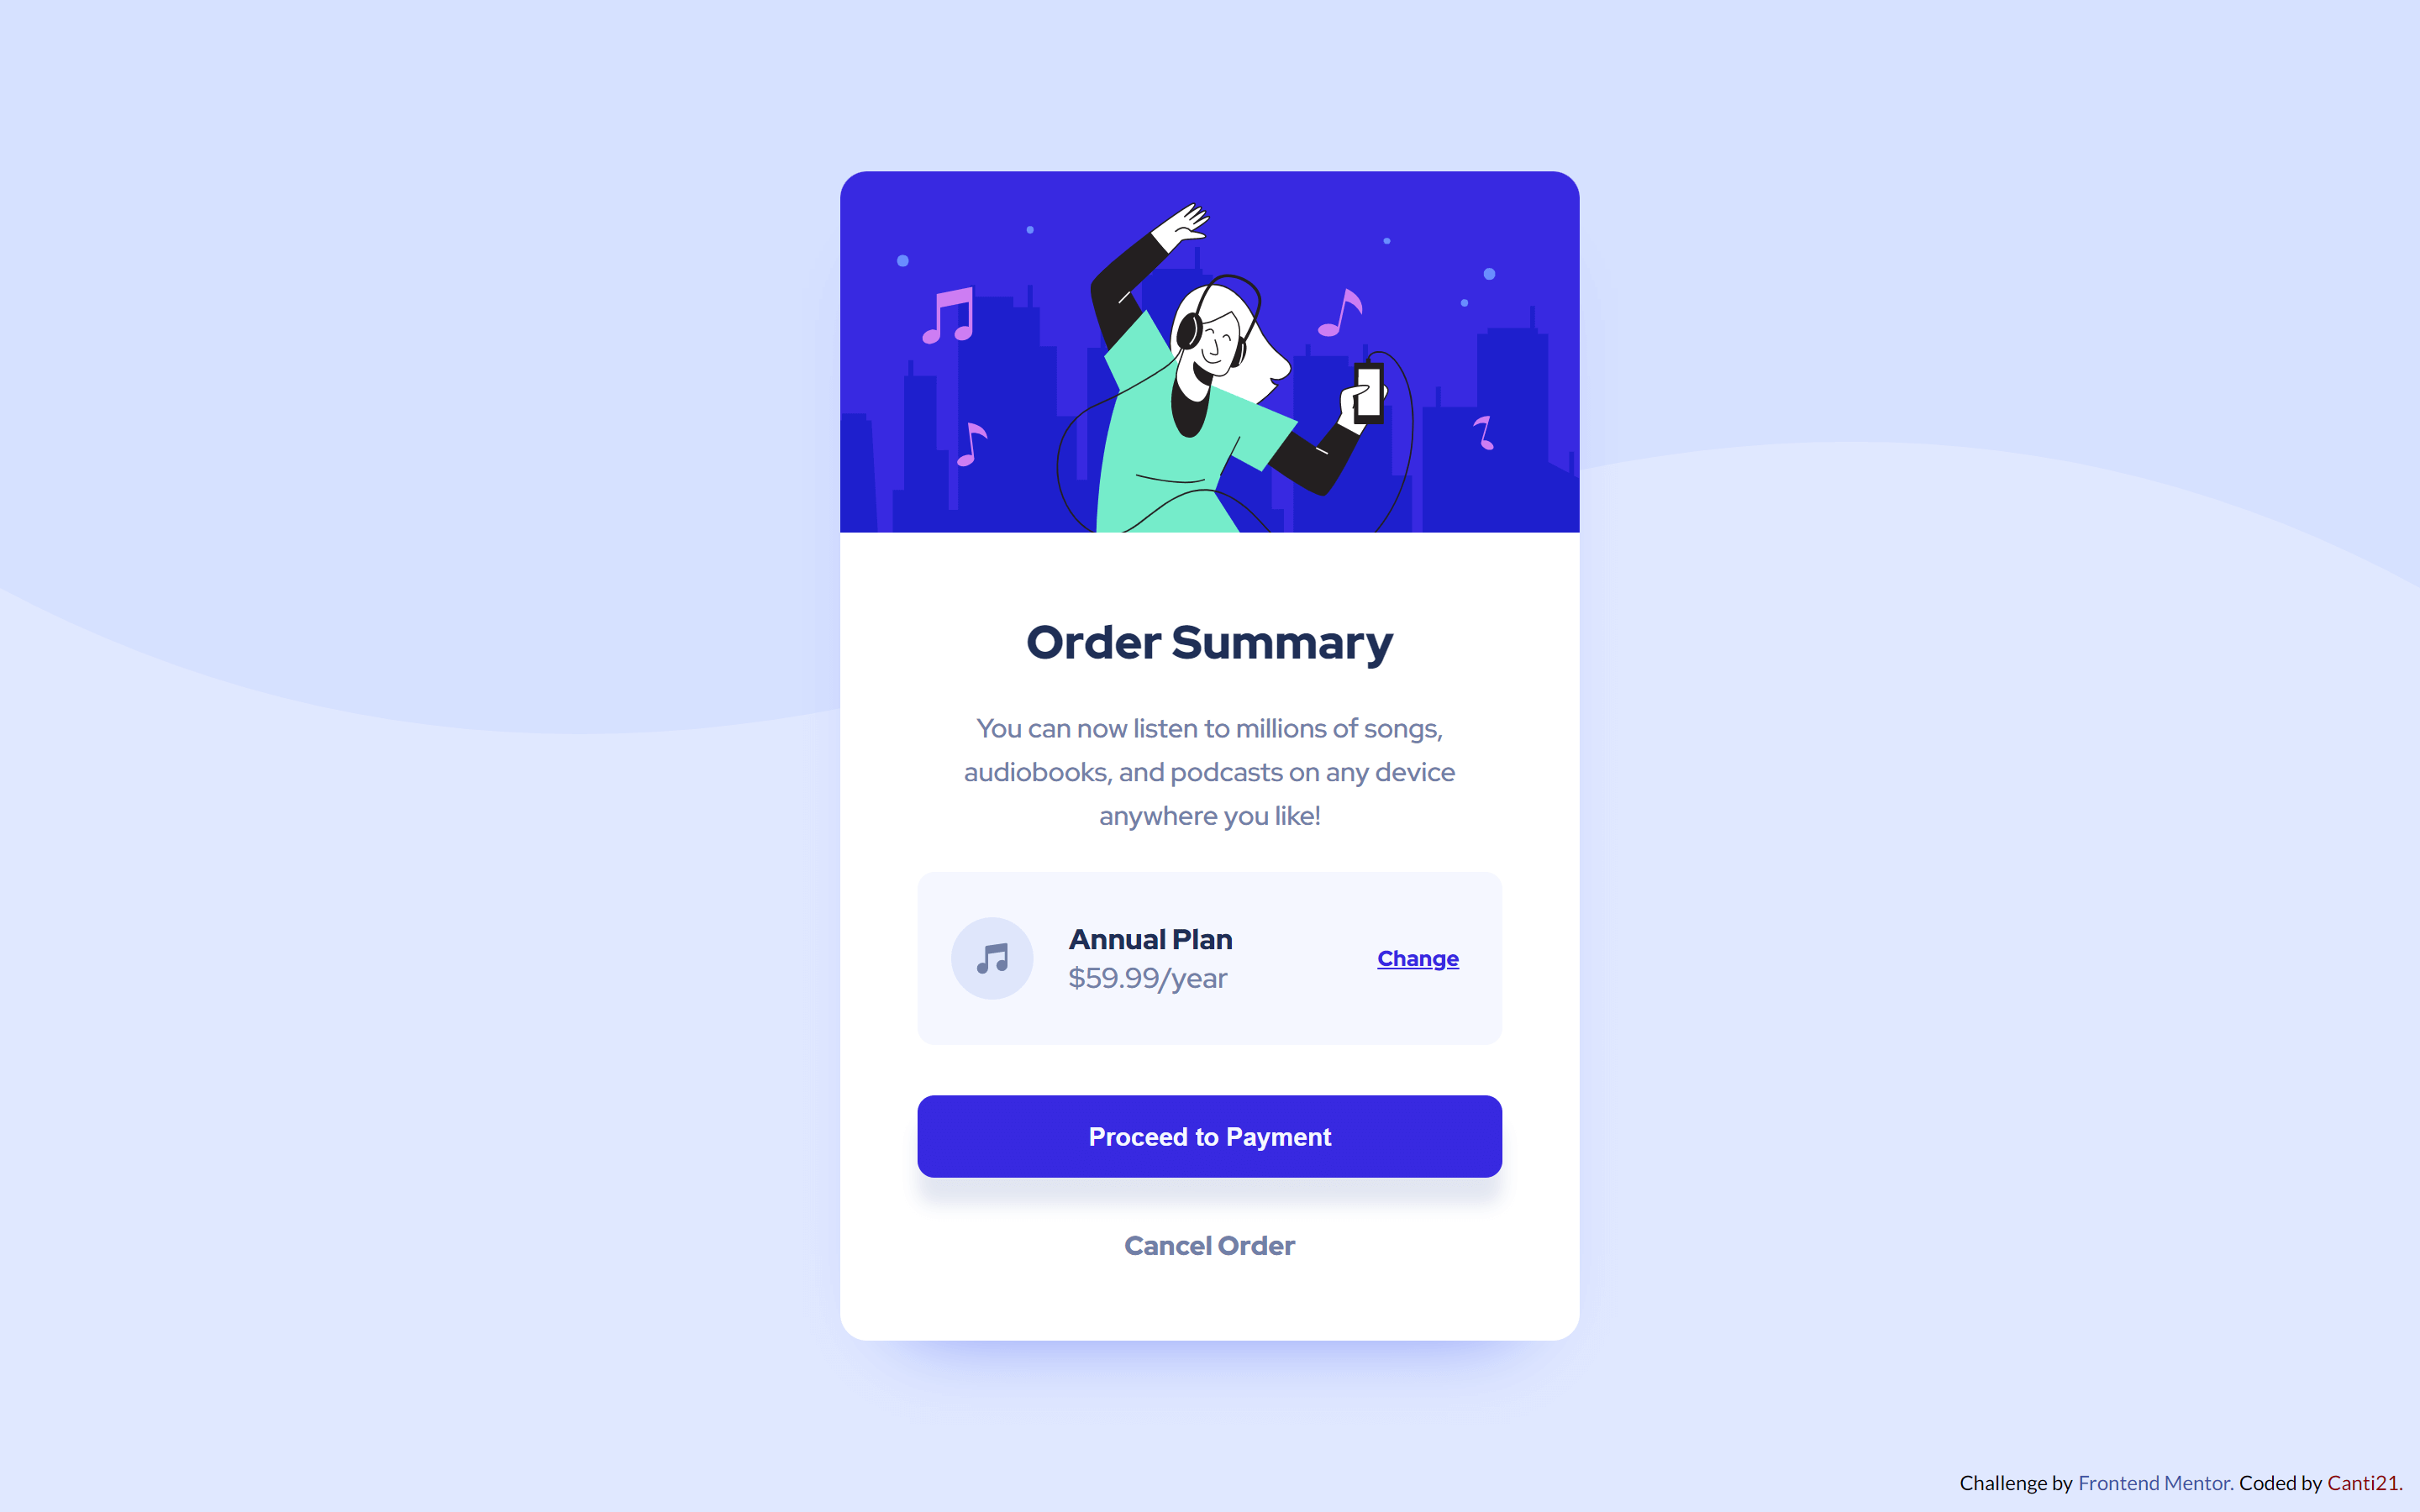 Order Summary
You can now listen to millions of songs,
audiobooks, and podcasts on any device
anywhere you like!
Annual Plan
$59.99/year
Change
Proceed to Payment
Cancel Order
Challenge by Frontend Mentor. Coded by Canti21.